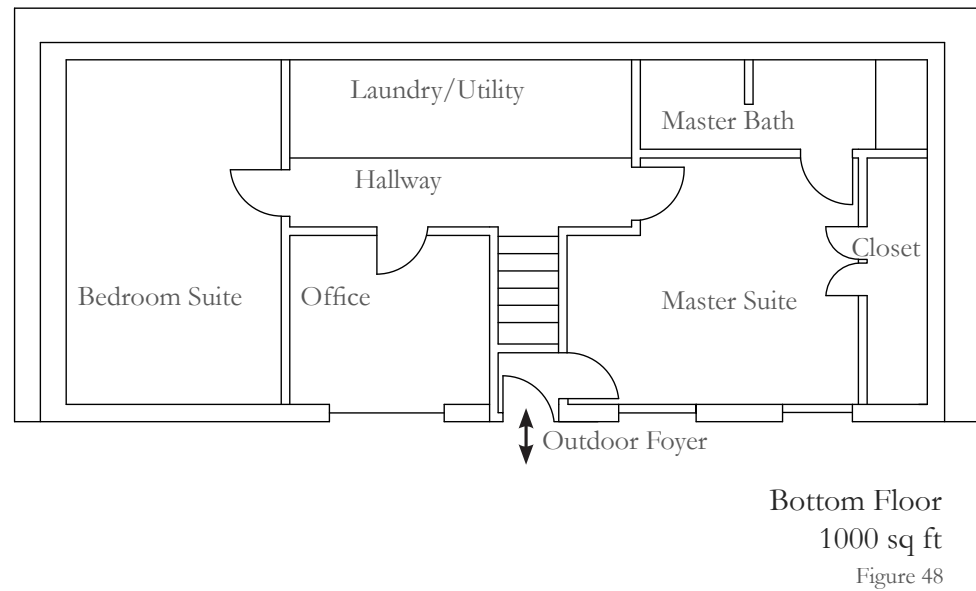 Laundry/Utility
Master Bath
Hallway
Closet
Bedroom Suite
Office
Master Suite
Outdoor Foyer
Bottom Floor
1000 sq ft
Figure 48